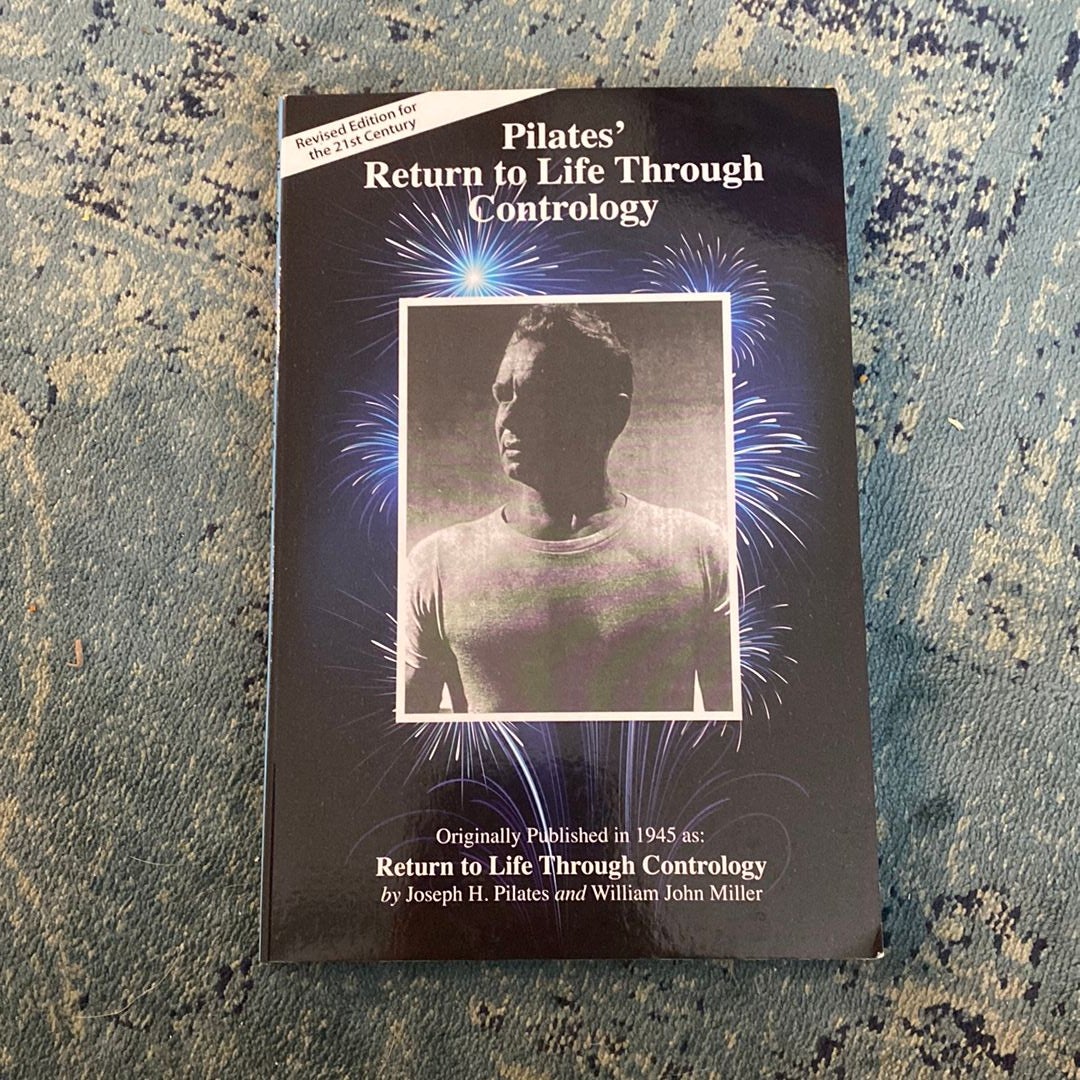 Revised Edition for
the 21st Century
Pilates’
Return to Life Through
Contrology
Originally Published in 1945 as:
Return to Life Through Contrology
by Joseph H. Pilates and William John Miller